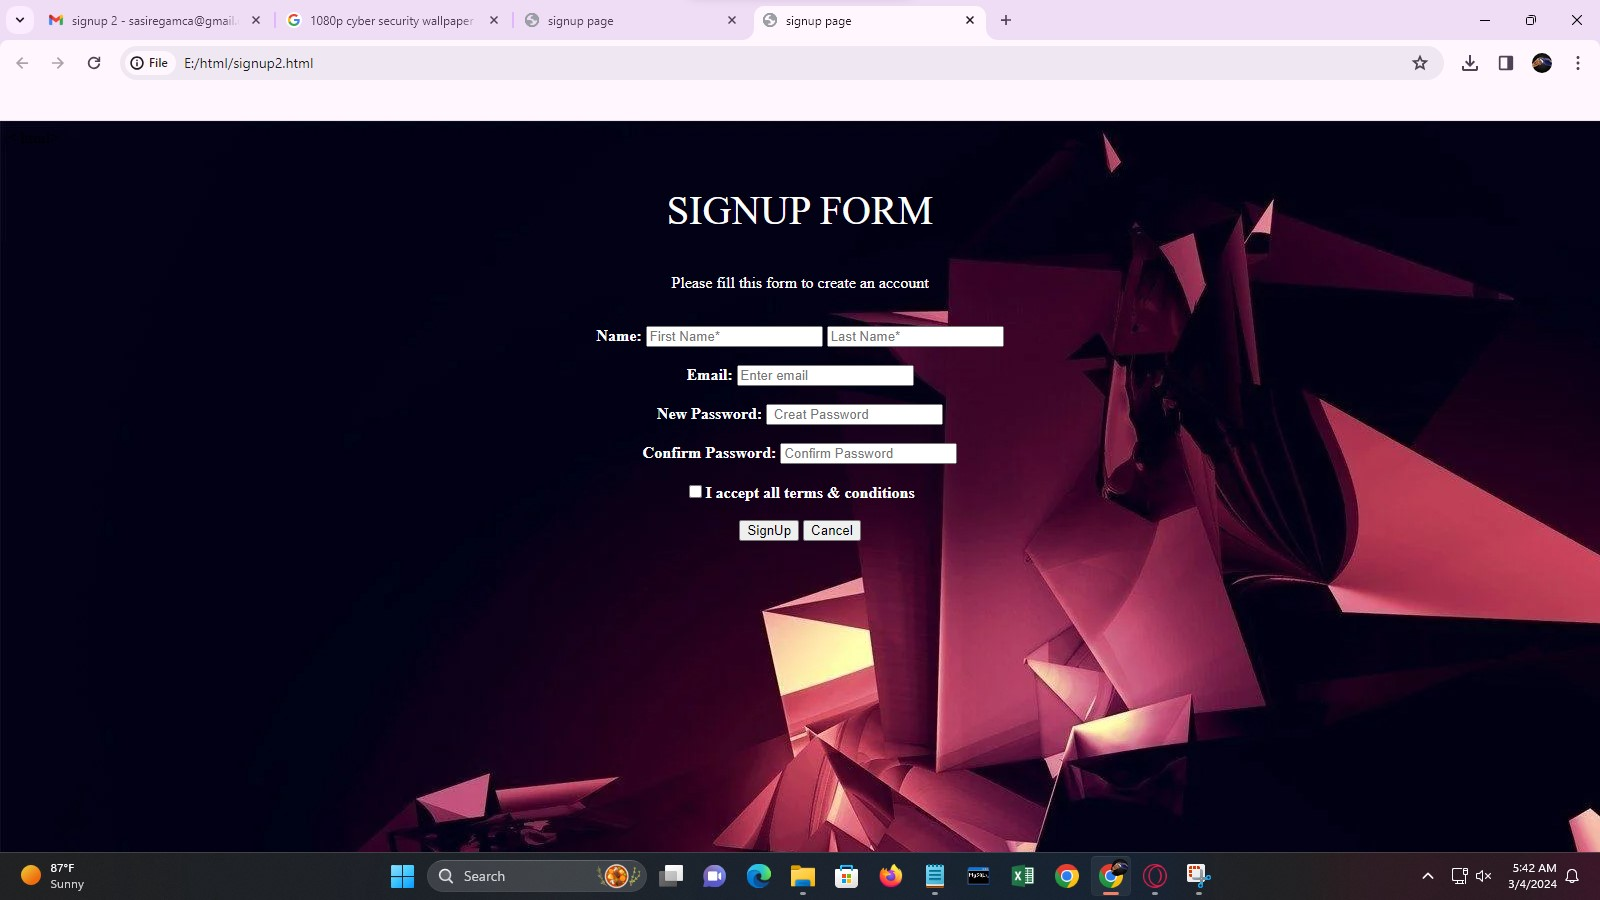 signup 2 - sasiregamca@gmail.
1080p cyber security wallpaper
signup page
signup page
File E:/html/signup2.html
SIGNUP FORM
Please fill this form to create an account
Name: First Name* Last Name*
Email: Enter email
New Password: Creat Password
Confirm Password: Confirm Password
I accept all terms & conditions
SignUp Cancel
87°F
Sunny
Search
MySQL
5:42 AM
3/4/2024